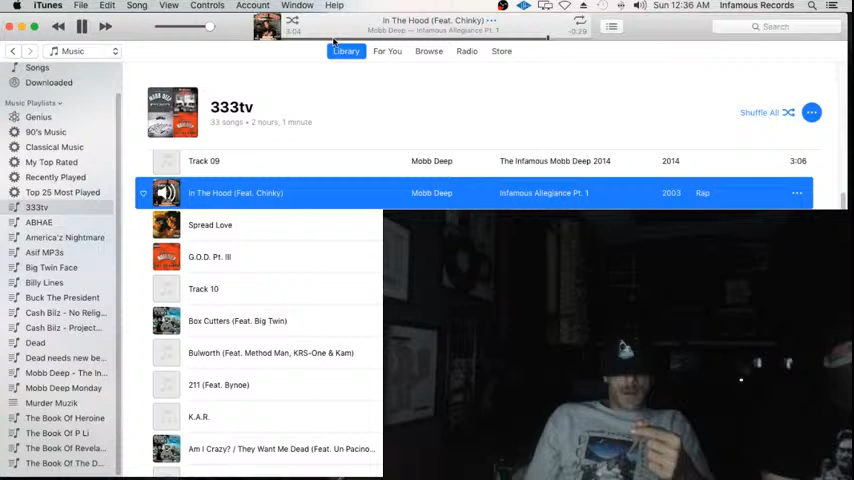 iTunes File Edit Song View Controls Account Window Help Sun 12:36 AM Infamous Records
In The Hood (Feat. Chinky)
3:04 Mobb Deep — Infamous Allegiance Pt. 1 -0:29
Search
Music Library For You Browse Radio Store
Songs
Downloaded
Music Playlists
Genius
90's Music
Classical Music
My Top Rated
Recently Played
Top 25 Most Played
333tv
ABHAE
America'z Nightmare
Asif MP3s
Big Twin Face
Billy Lines
Buck The President
Cash Bilz - No Relig...
Cash Bilz - Project...
Dead
Dead needs new be...
Mobb Deep - The In...
Mobb Deep Monday
Murder Muzik
The Book Of Heroine
The Book Of P Li
The Book Of Revela...
The Book Of The D...
333tv
33 songs • 2 hours, 1 minute
Shuffle All
Track 09 Mobb Deep The Infamous Mobb Deep 2014 2014 3:06
In The Hood (Feat. Chinky) Mobb Deep Infamous Allegiance Pt. 1 2003 Rap
Spread Love
G.O.D. Pt. III
Track 10
Box Cutters (Feat. Big Twin)
Bulworth (Feat. Method Man, KRS-One & Kam)
211 (Feat. Bynoe)
K.A.R.
Am I Crazy? / They Want Me Dead (Feat. Un Pacino...